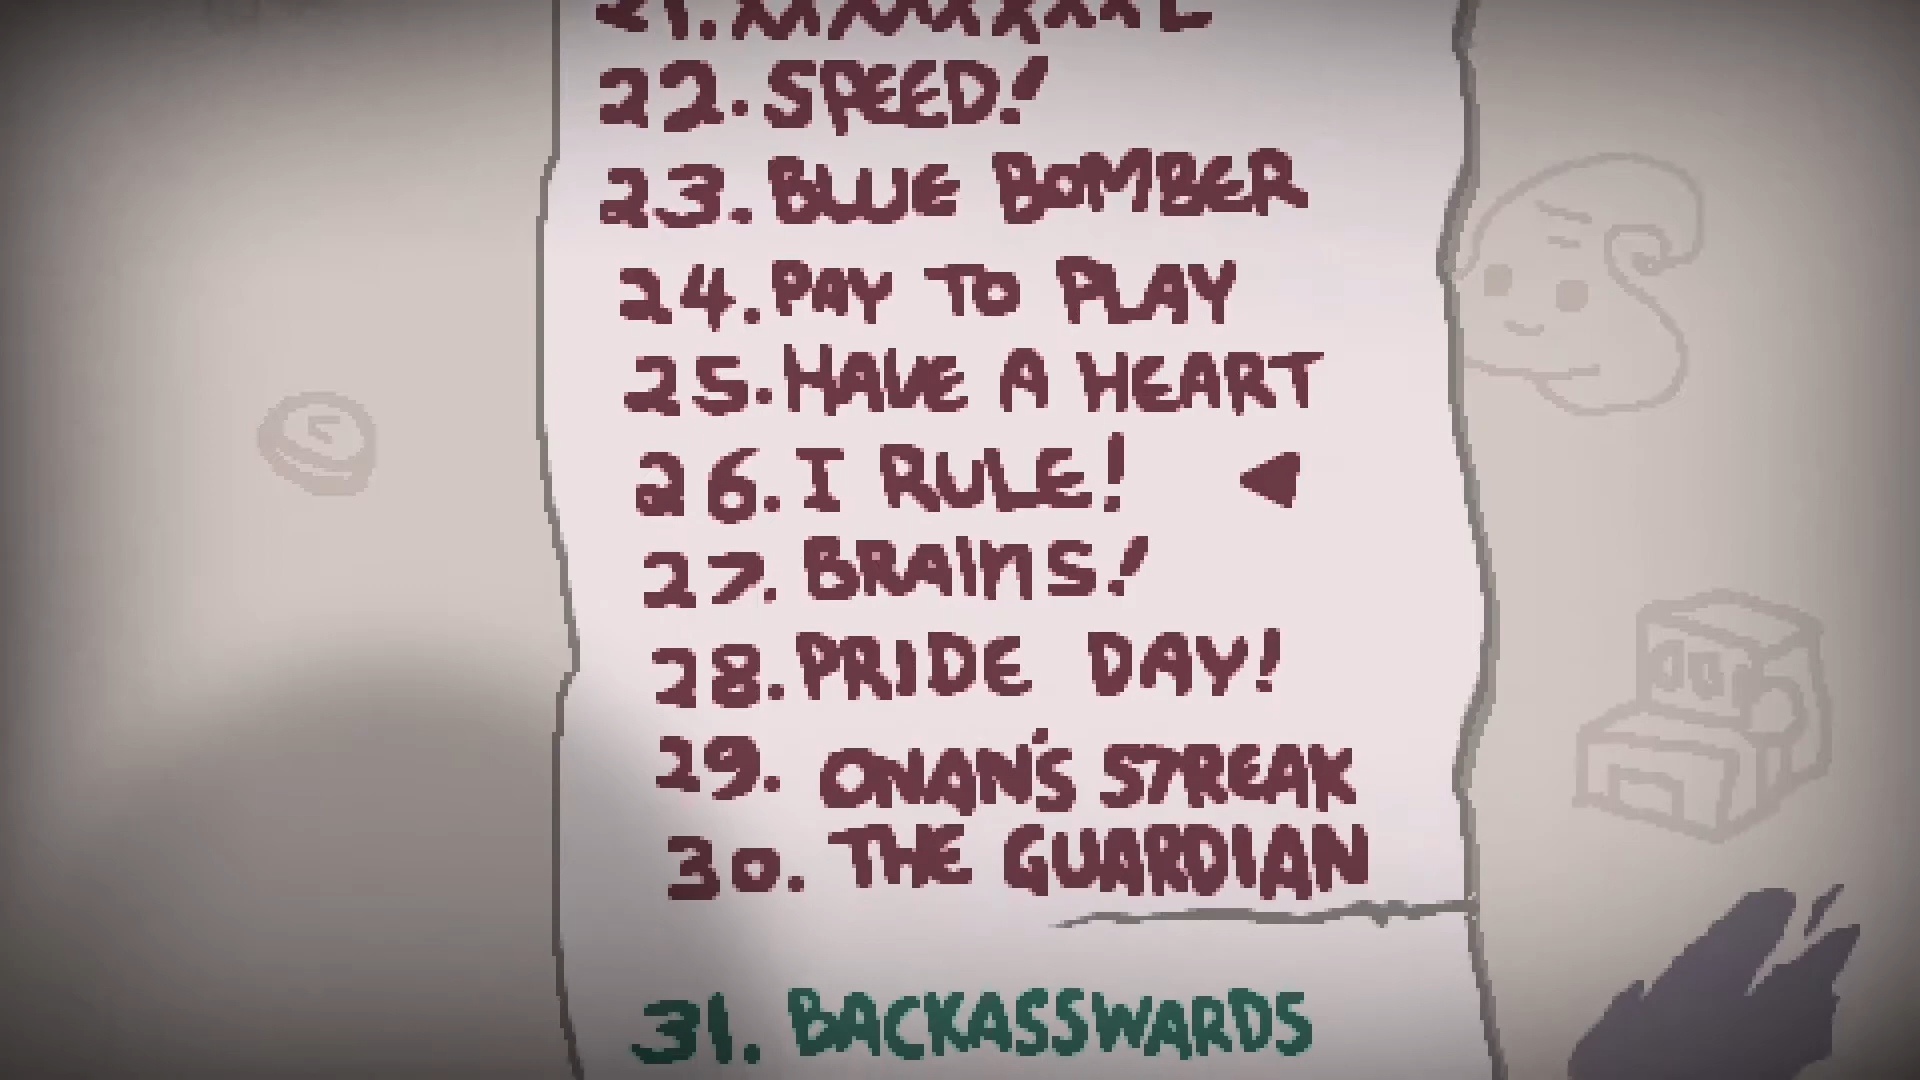 22. SPEED!
23. BLUE BOMBER
24. PAY TO PLAY
25. HAVE A HEART
26. I RULE!
27. BRAINS!
28. PRIDE DAY!
29. ONAN'S STREAK
30. THE GUARDIAN
31. BACKASSWARDS